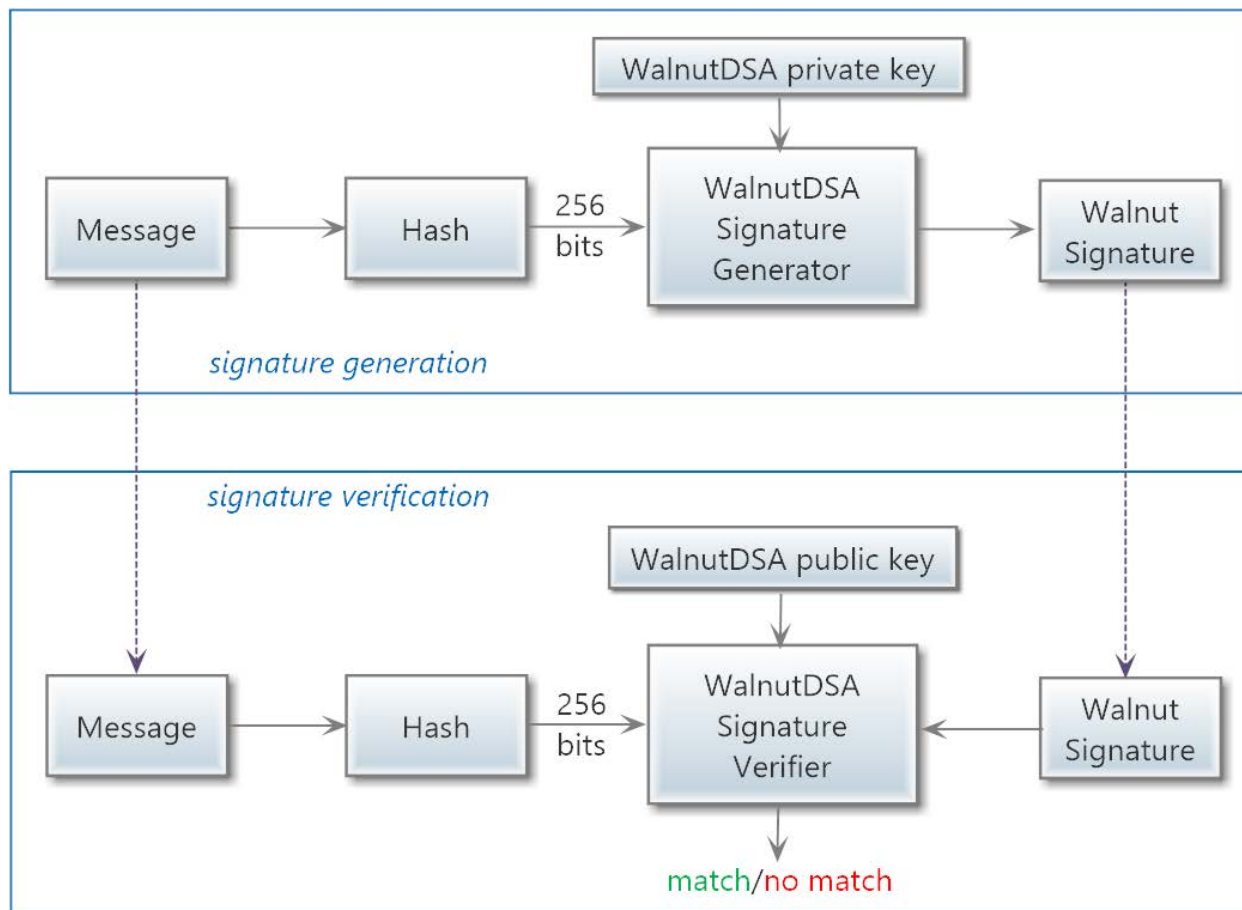 WalnutDSA private key
Message
Hash
256
bits
WalnutDSA
Signature
Generator
Walnut
Signature
signature generation
signature verification
WalnutDSA public key
Message
Hash
256
bits
WalnutDSA
Signature
Verifier
Walnut
Signature
match/no match